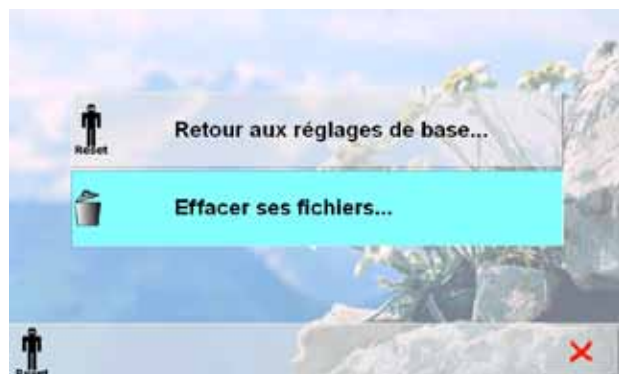 Retour aux réglages de base...
Reset
Effacer ses fichiers...
Reset